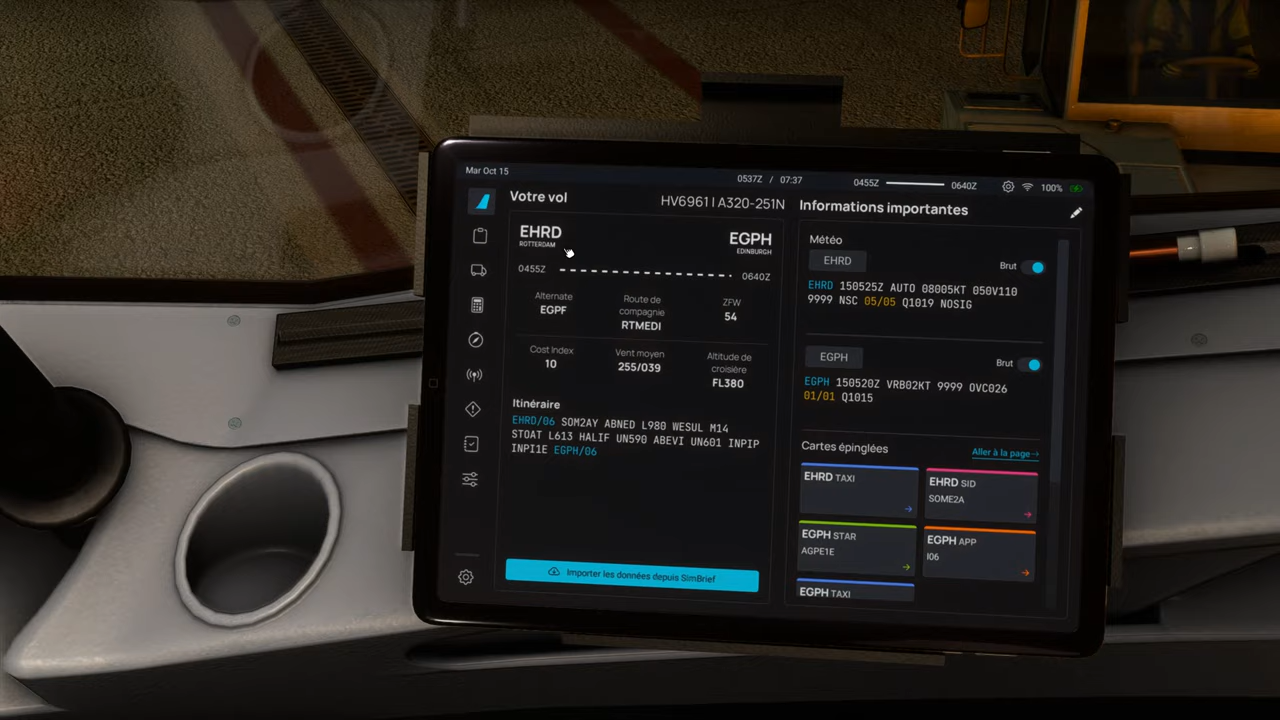 Mar Oct 15
0537Z / 07:37
0455Z
0640Z
100%
Votre vol
HV6961 | A320-251N
EHRD
ROTTERDAM
EGPH
EDINBURGH
0455Z
0640Z
Alternate
EGPF
Route de
compagnie
RTMEDI
ZFW
54
Cost Index
10
Vent moyen
255/039
Altitude de
croisière
FL380
Itinéraire
EHRD/06 SOM2AY ABNED L980 WESUL M14
STOAT L613 HALIF UN590 ABEVI UN601 INPIP
INPI1E EGPH/06
Importer les données depuis SimBrief
Informations importantes
Météo
EHRD
Brut
EHRD 150525Z AUTO 08005KT 050V110
9999 NSC 05/05 Q1019 NOSIG
EGPH
Brut
EGPH 150520Z VRB02KT 9999 OVC026
01/01 Q1015
Cartes épinglées
Aller à la page→
EHRD TAXI
EHRD SID
SOME2A
EGPH STAR
AGPE1E
EGPH APP
I06
EGPH TAXI